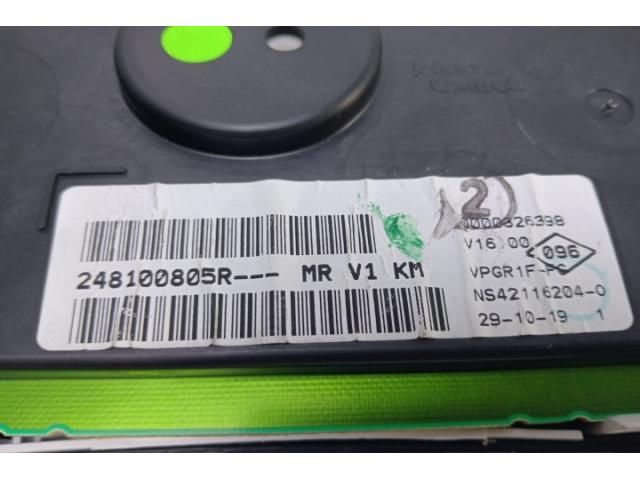 2
0000326398
V16.00
096
248100805R--- MR V1 KM
VPGR1F-PC
NS42116204-0
29-10-19 1